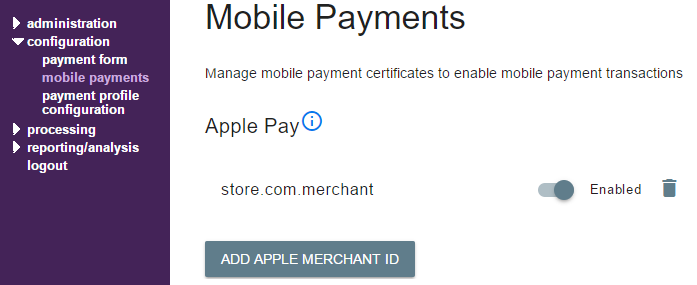 administration
configuration
payment form
mobile payments
payment profile
configuration
processing
reporting/analysis
logout
Mobile Payments
Manage mobile payment certificates to enable mobile payment transactions
Apple Pay
store.com.merchant
Enabled
ADD APPLE MERCHANT ID